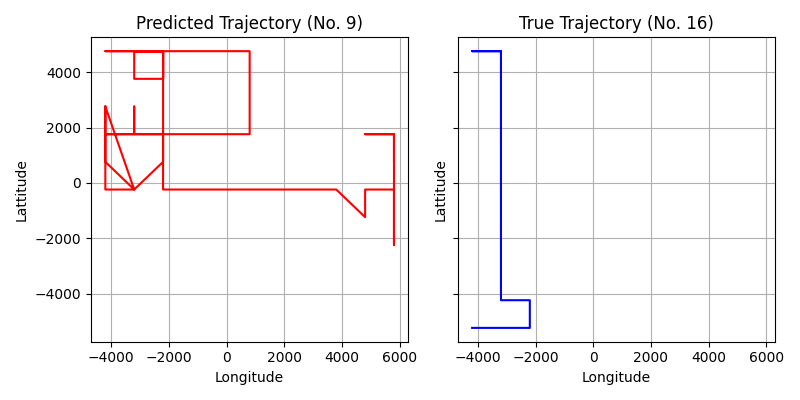 Predicted Trajectory (No. 9)
True Trajectory (No. 16)
Lattitude
4000
2000
0
−2000
−4000
−4000 −2000 0 2000 4000 6000
Longitude
Lattitude
−4000 −2000 0 2000 4000 6000
Longitude